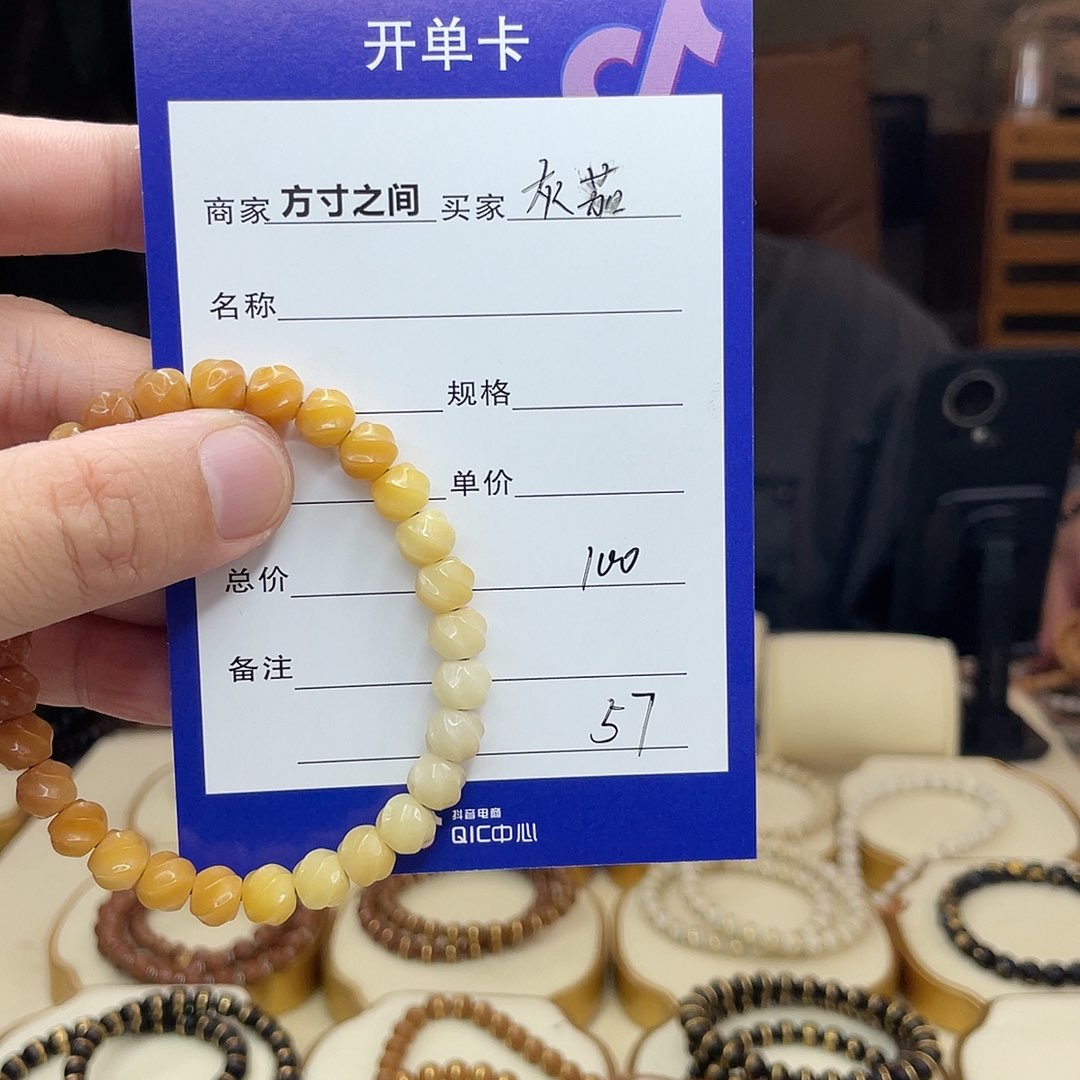 开单卡
商家 方寸之间 买家 灰茄
名称
规格
单价
总价 100
备注
57
抖音电商
QIC中心